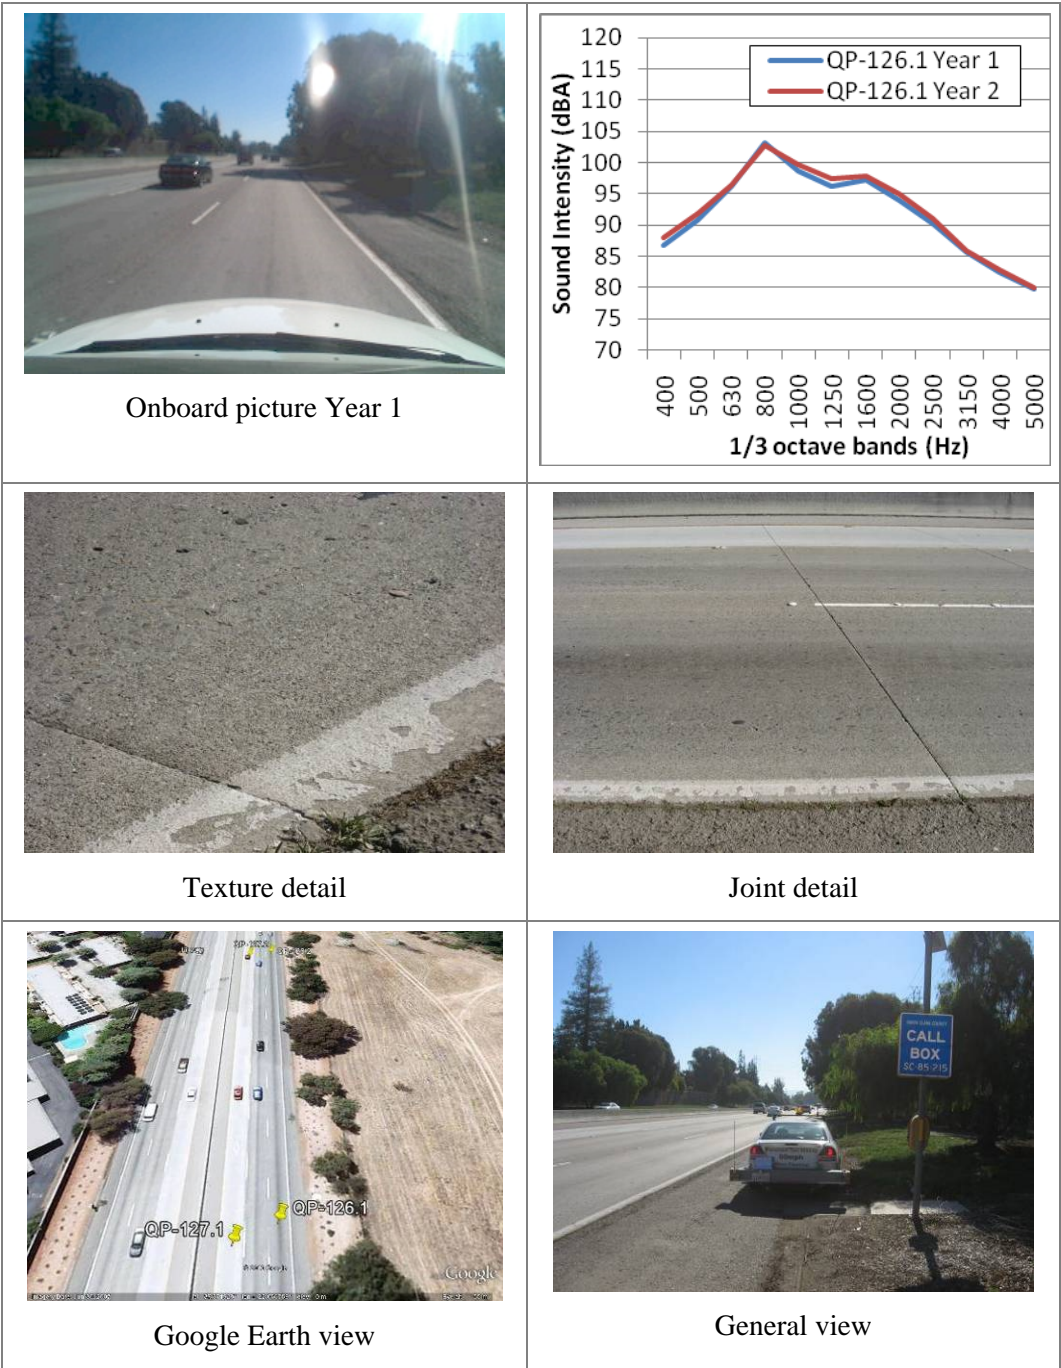 Onboard picture Year 1
Sound Intensity (dBA)
120
115
110
105
100
95
90
85
80
75
70
QP-126.1 Year 1
QP-126.1 Year 2
400
500
630
800
1000
1250
1600
2000
2500
3150
4000
5000
1/3 octave bands (Hz)
Texture detail
Joint detail
QP-126.1
QP-127.1
Google
Google Earth view
CALL
BOX
SC-85-215
General view